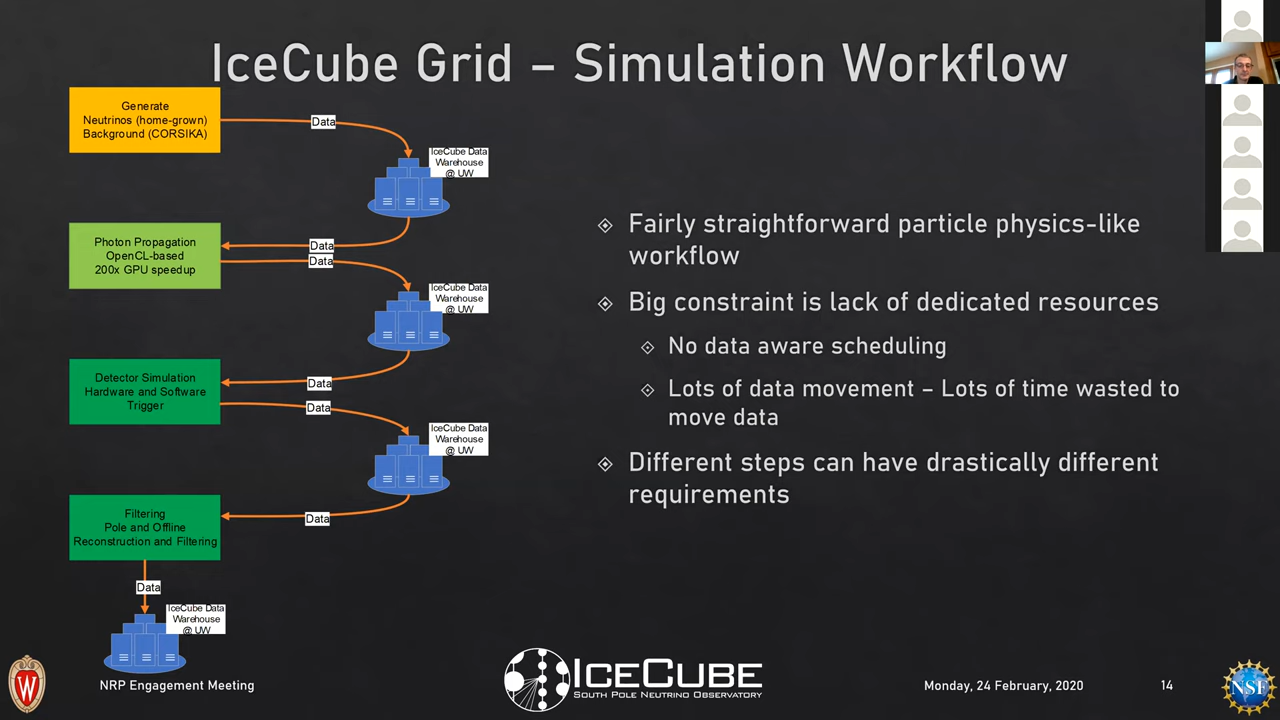 IceCube Grid – Simulation Workflow
Generate
Neutrinos (home-grown)
Background (CORSIKA)
Data
IceCube Data
Warehouse
@ UW
Photon Propagation
OpenCL-based
200x GPU speedup
Data
Data
IceCube Data
Warehouse
@ UW
Detector Simulation
Hardware and Software
Trigger
Data
Data
IceCube Data
Warehouse
@ UW
Filtering
Pole and Offline
Reconstruction and Filtering
Data
Data
IceCube Data
Warehouse
@ UW
Fairly straightforward particle physics-like
workflow
Big constraint is lack of dedicated resources
No data aware scheduling
Lots of data movement – Lots of time wasted to
move data
Different steps can have drastically different
requirements
W
NRP Engagement Meeting
ICECUBE
SOUTH POLE NEUTRINO OBSERVATORY
Monday, 24 February, 2020
14
NSF